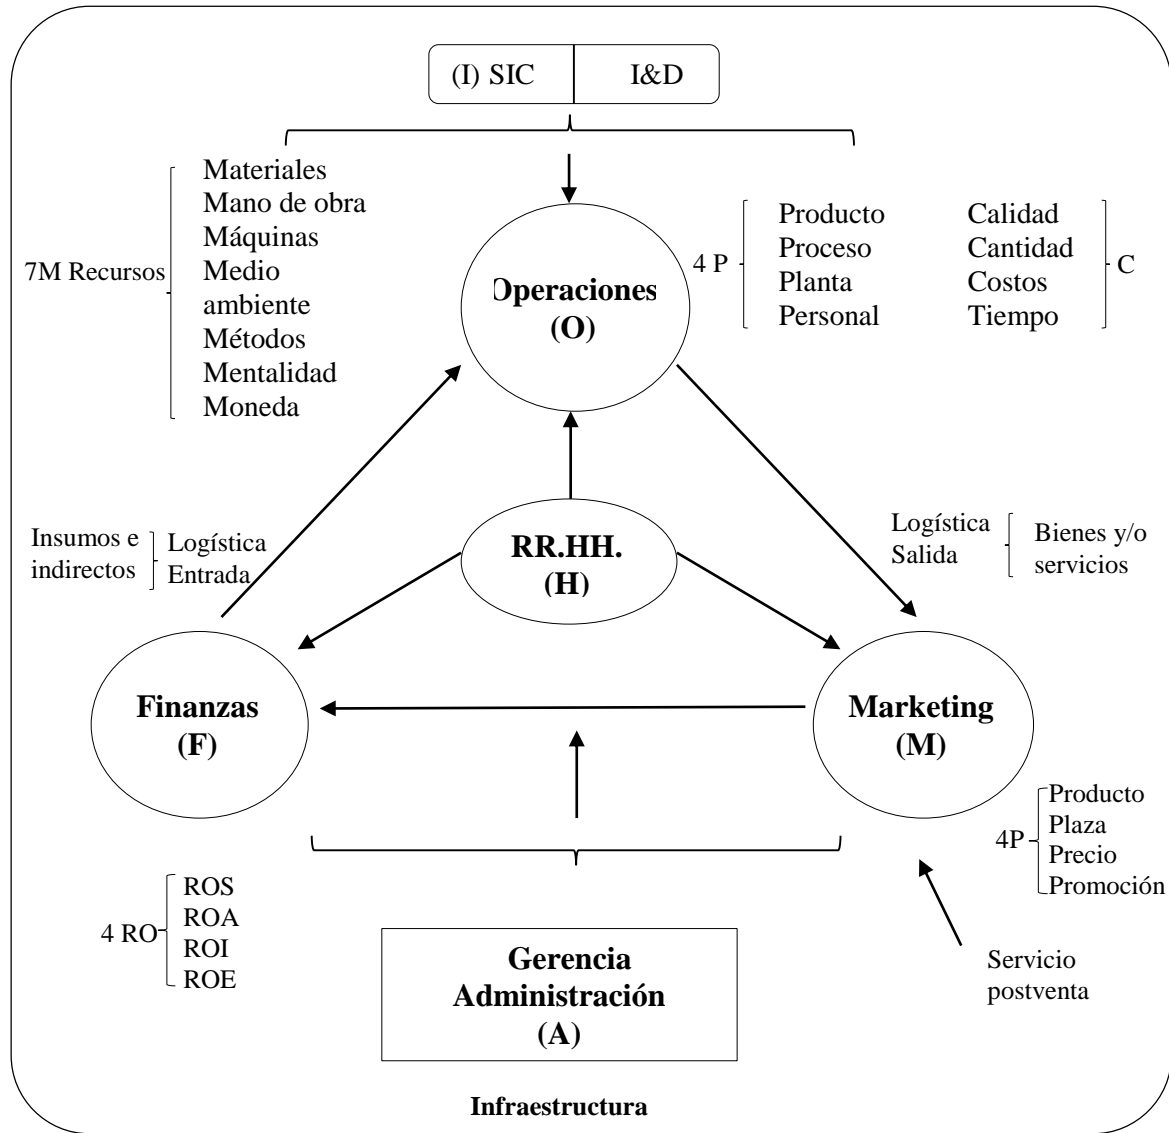 (I) SIC
I&D
7M Recursos
Materiales
Mano de obra
Máquinas
Medio
ambiente
Métodos
Mentalidad
Moneda
Operaciones
(O)
4 P
Producto
Proceso
Planta
Personal
Calidad
Cantidad
Costos
Tiempo
C
Insumos e
indirectos
Logística
Entrada
RR.HH.
(H)
Logística
Salida
Bienes y/o
servicios
Finanzas
(F)
Marketing
(M)
4P
Producto
Plaza
Precio
Promoción
4 RO
ROS
ROA
ROI
ROE
Gerencia
Administración
(A)
Servicio
postventa
Infraestructura